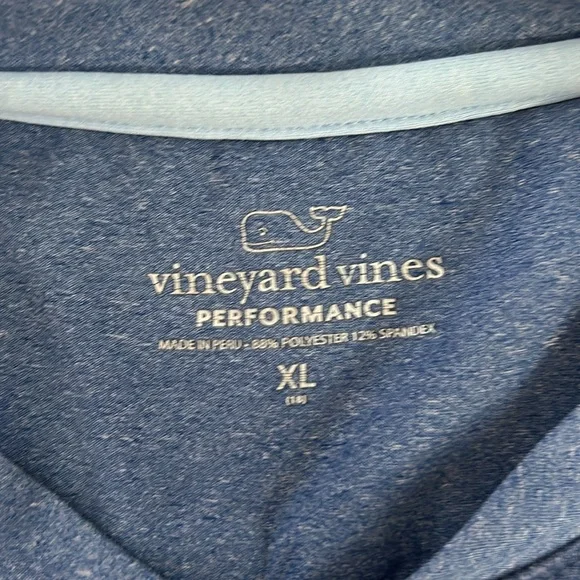 vineyard vines
PERFORMANCE
MADE IN PERU - 88% POLYESTER 12% SPANDEX
XL
(18)